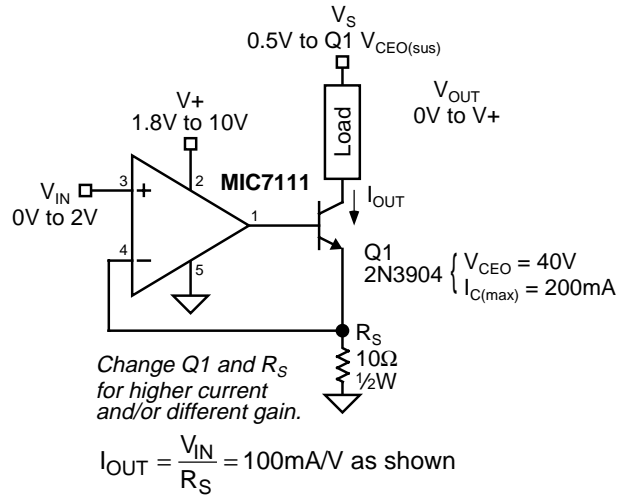 V_S
0.5V to Q1 V_CEO(sus)
V_OUT
0V to V+
V+
1.8V to 10V
Load
MIC7111
V_IN
0V to 2V
3
+
2
1
4
−
5
I_OUT
Q1
2N3904 { V_CEO = 40V
I_C(max) = 200mA
R_S
10Ω
½W
Change Q1 and R_S
for higher current
and/or different gain.
I_OUT = V_IN / R_S = 100mA/V as shown